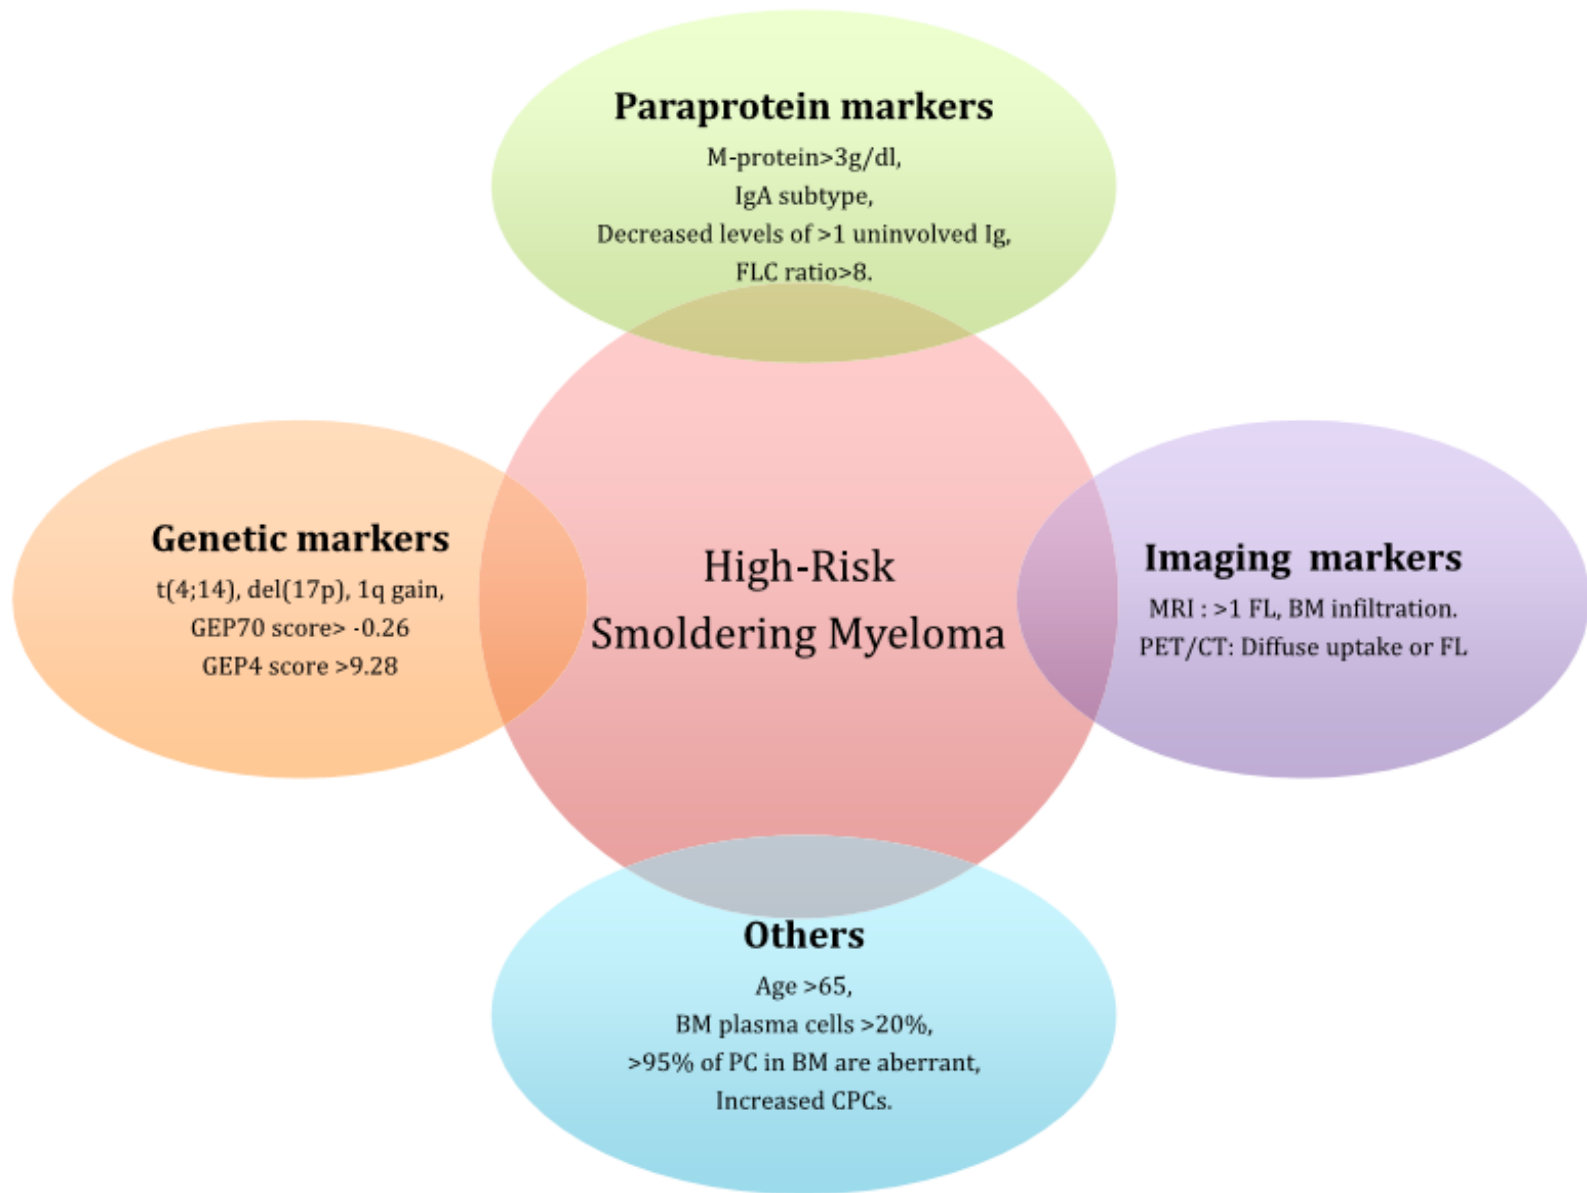 Paraprotein markers
M-protein>3g/dl,
IgA subtype,
Decreased levels of >1 uninvolved Ig,
FLC ratio>8.
Genetic markers
t(4;14), del(17p), 1q gain,
GEP70 score> -0.26
GEP4 score >9.28
High-Risk
Smoldering Myeloma
Imaging markers
MRI : >1 FL, BM infiltration.
PET/CT: Diffuse uptake or FL
Others
Age >65,
BM plasma cells >20%,
>95% of PC in BM are aberrant,
Increased CPCs.